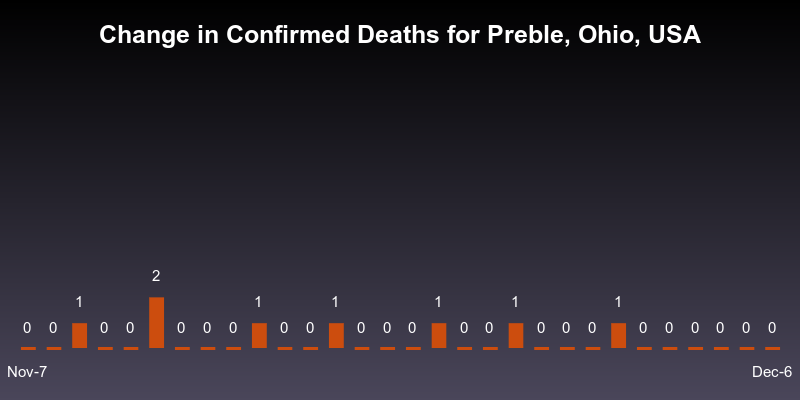 Change in Confirmed Deaths for Preble, Ohio, USA
2
1 1 1 1 1 1
0 0 0 0 0 0 0 0 0 0 0 0 0 0 0 0 0 0 0 0 0 0 0
Nov-7 Dec-6